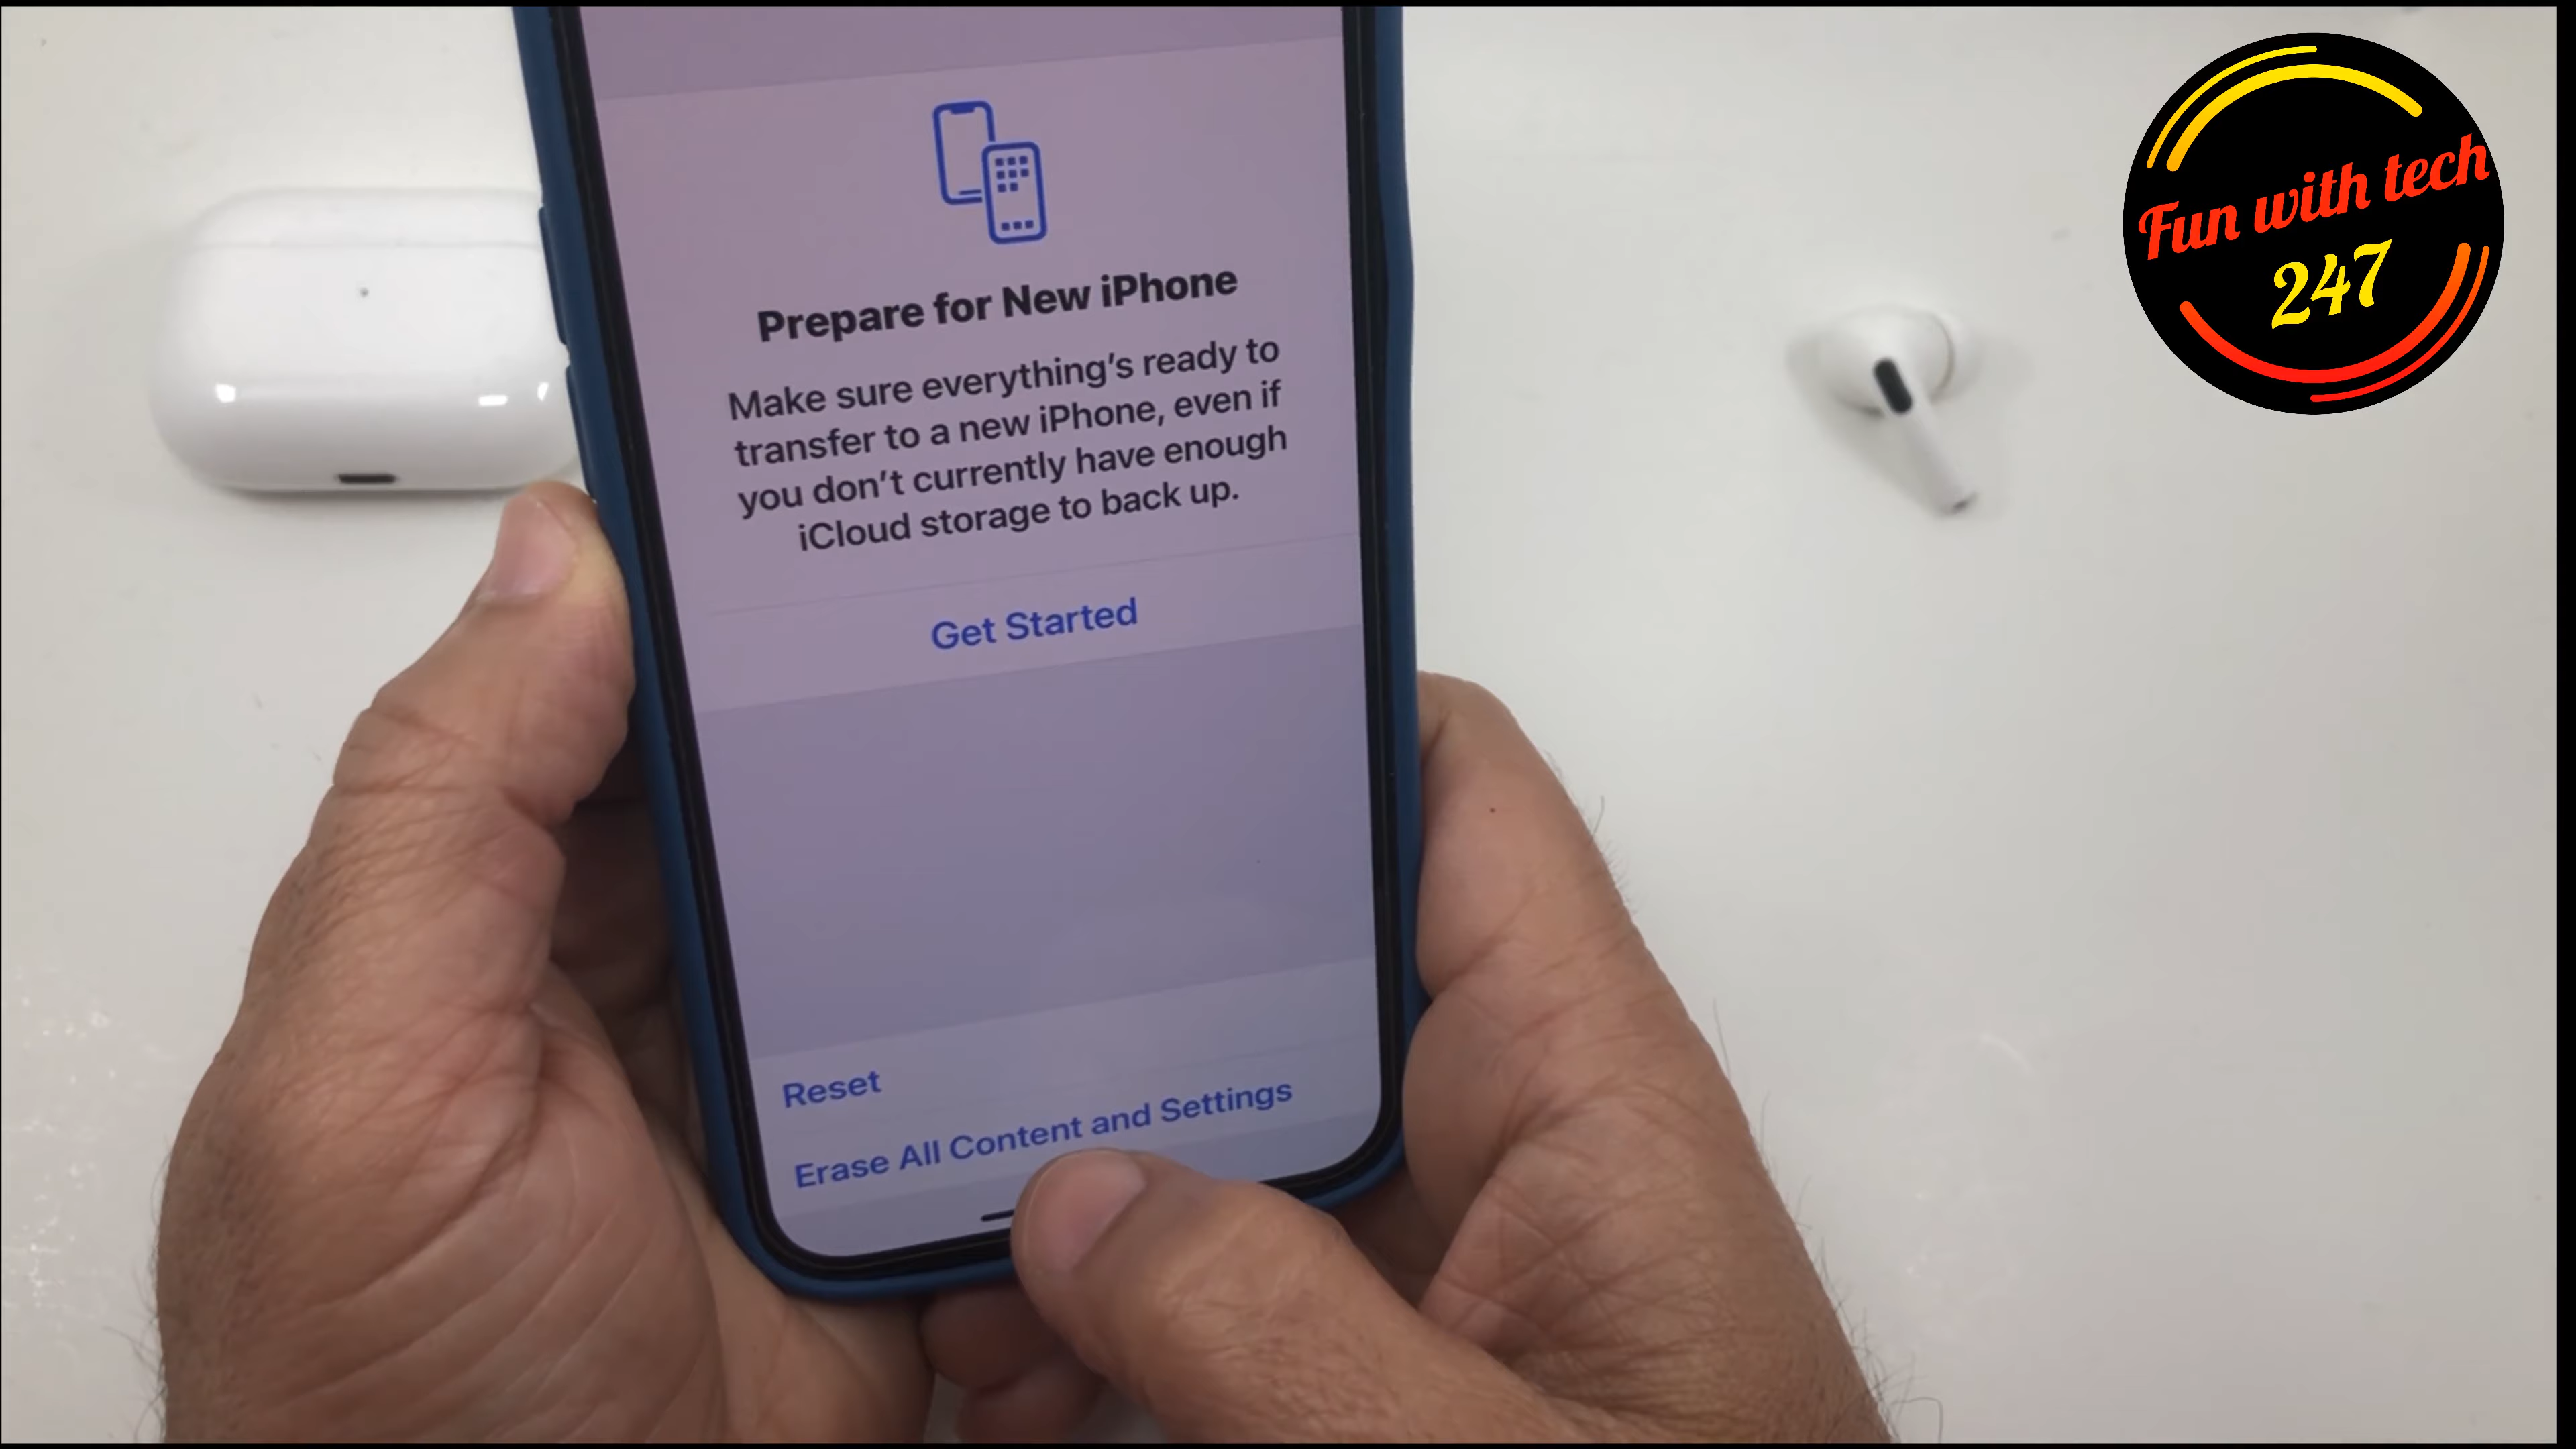 Fun with tech
247
Prepare for New iPhone
Make sure everything's ready to
transfer to a new iPhone, even if
you don't currently have enough
iCloud storage to back up.
Get Started
Reset
Erase All Content and Settings